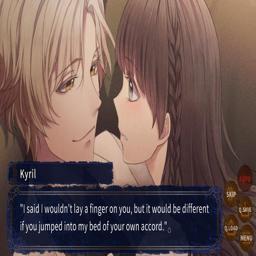 Kyril
"I said I wouldn't lay a finger on you, but it would be different
if you jumped into my bed of your own accord."
SKIP
Q.SAVE
Q.LOAD
MENU